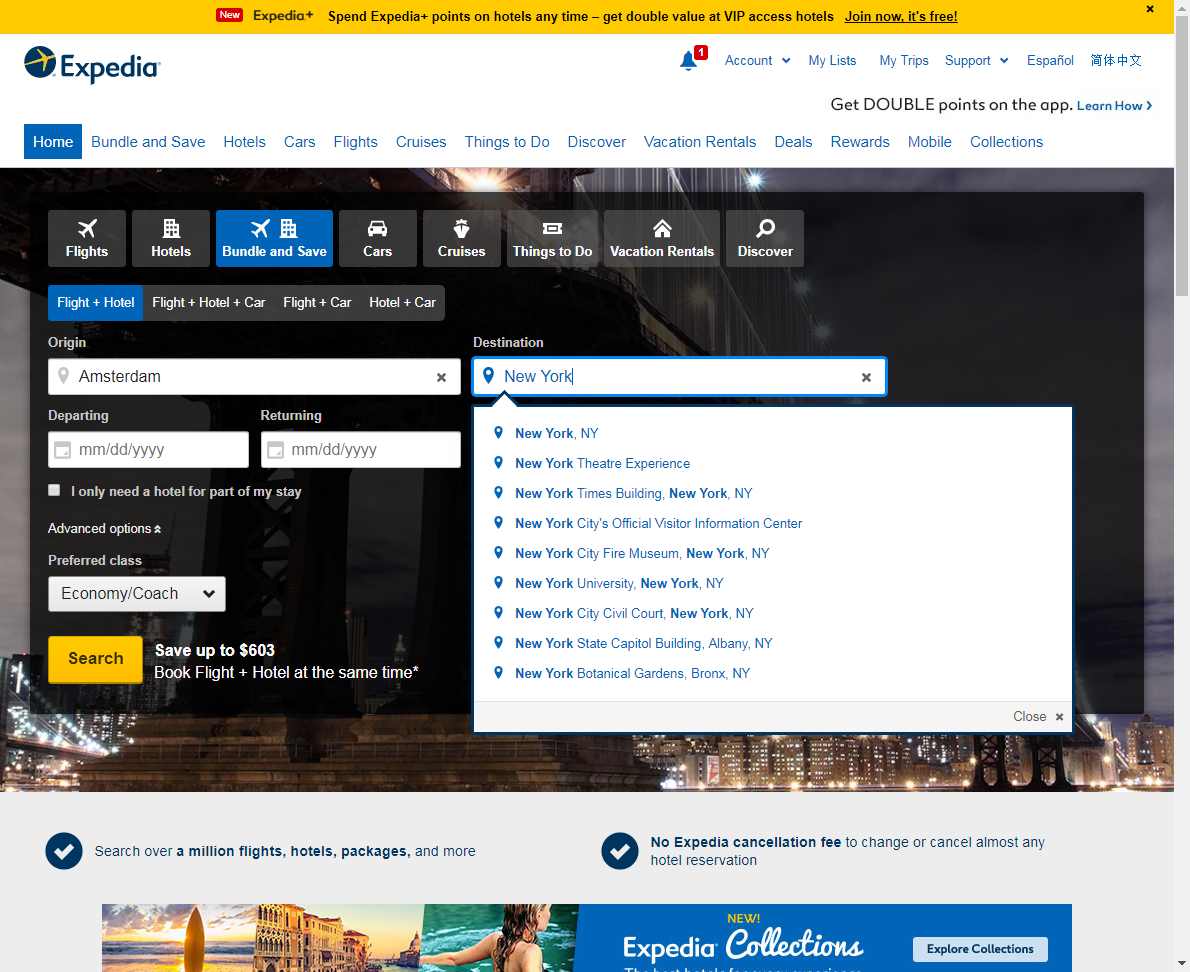 New Expedia+ Spend Expedia+ points on hotels any time – get double value at VIP access hotels Join now, it's free!
Expedia
1 Account My Lists My Trips Support Español 简体中文
Get DOUBLE points on the app. Learn How
Home Bundle and Save Hotels Cars Flights Cruises Things to Do Discover Vacation Rentals Deals Rewards Mobile Collections
Flights Hotels Bundle and Save Cars Cruises Things to Do Vacation Rentals Discover
Flight + Hotel Flight + Hotel + Car Flight + Car Hotel + Car
Origin Destination
Amsterdam New York
Departing Returning
mm/dd/yyyy mm/dd/yyyy
I only need a hotel for part of my stay
Advanced options
Preferred class
Economy/Coach
Search
Save up to $603
Book Flight + Hotel at the same time*
New York, NY
New York Theatre Experience
New York Times Building, New York, NY
New York City's Official Visitor Information Center
New York City Fire Museum, New York, NY
New York University, New York, NY
New York City Civil Court, New York, NY
New York State Capitol Building, Albany, NY
New York Botanical Gardens, Bronx, NY
Close
Search over a million flights, hotels, packages, and more
No Expedia cancellation fee to change or cancel almost any
hotel reservation
NEW!
Expedia Collections
Explore Collections
The best hotels for every experience